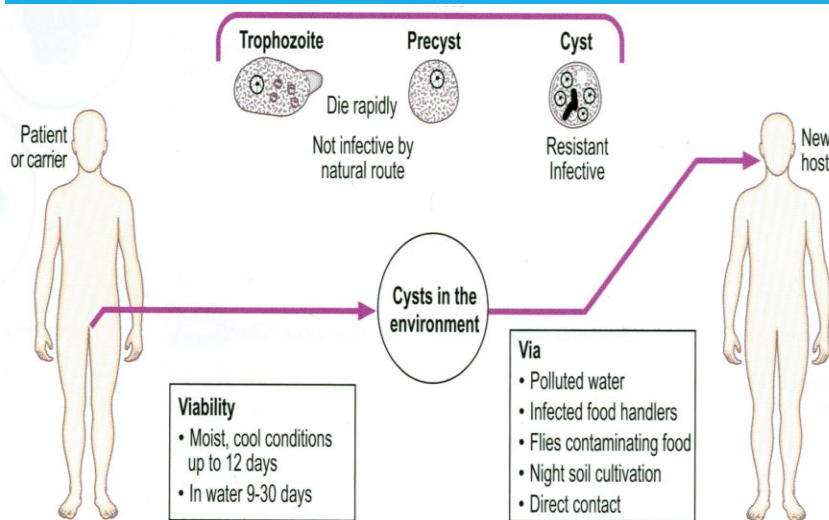 Trophozoite
Precyst
Cyst
Die rapidly
Not infective by
natural route
Resistant
Infective
Patient
or carrier
New
host
Cysts in the
environment
Viability
• Moist, cool conditions
up to 12 days
• In water 9-30 days
Via
• Polluted water
• Infected food handlers
• Flies contaminating food
• Night soil cultivation
• Direct contact